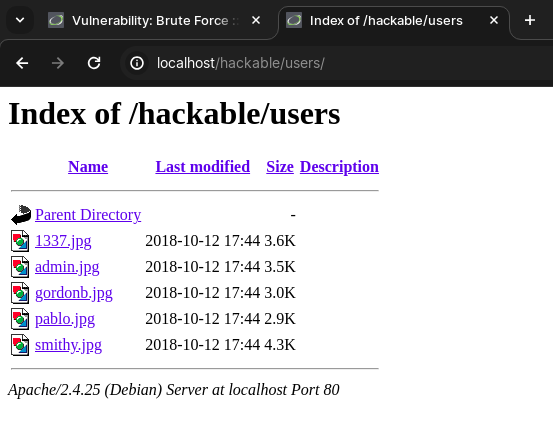 Vulnerability: Brute Force :
Index of /hackable/users
localhost/hackable/users/
Index of /hackable/users
Name Last modified Size Description
Parent Directory -
1337.jpg 2018-10-12 17:44 3.6K
admin.jpg 2018-10-12 17:44 3.5K
gordonb.jpg 2018-10-12 17:44 3.0K
pablo.jpg 2018-10-12 17:44 2.9K
smithy.jpg 2018-10-12 17:44 4.3K
Apache/2.4.25 (Debian) Server at localhost Port 80